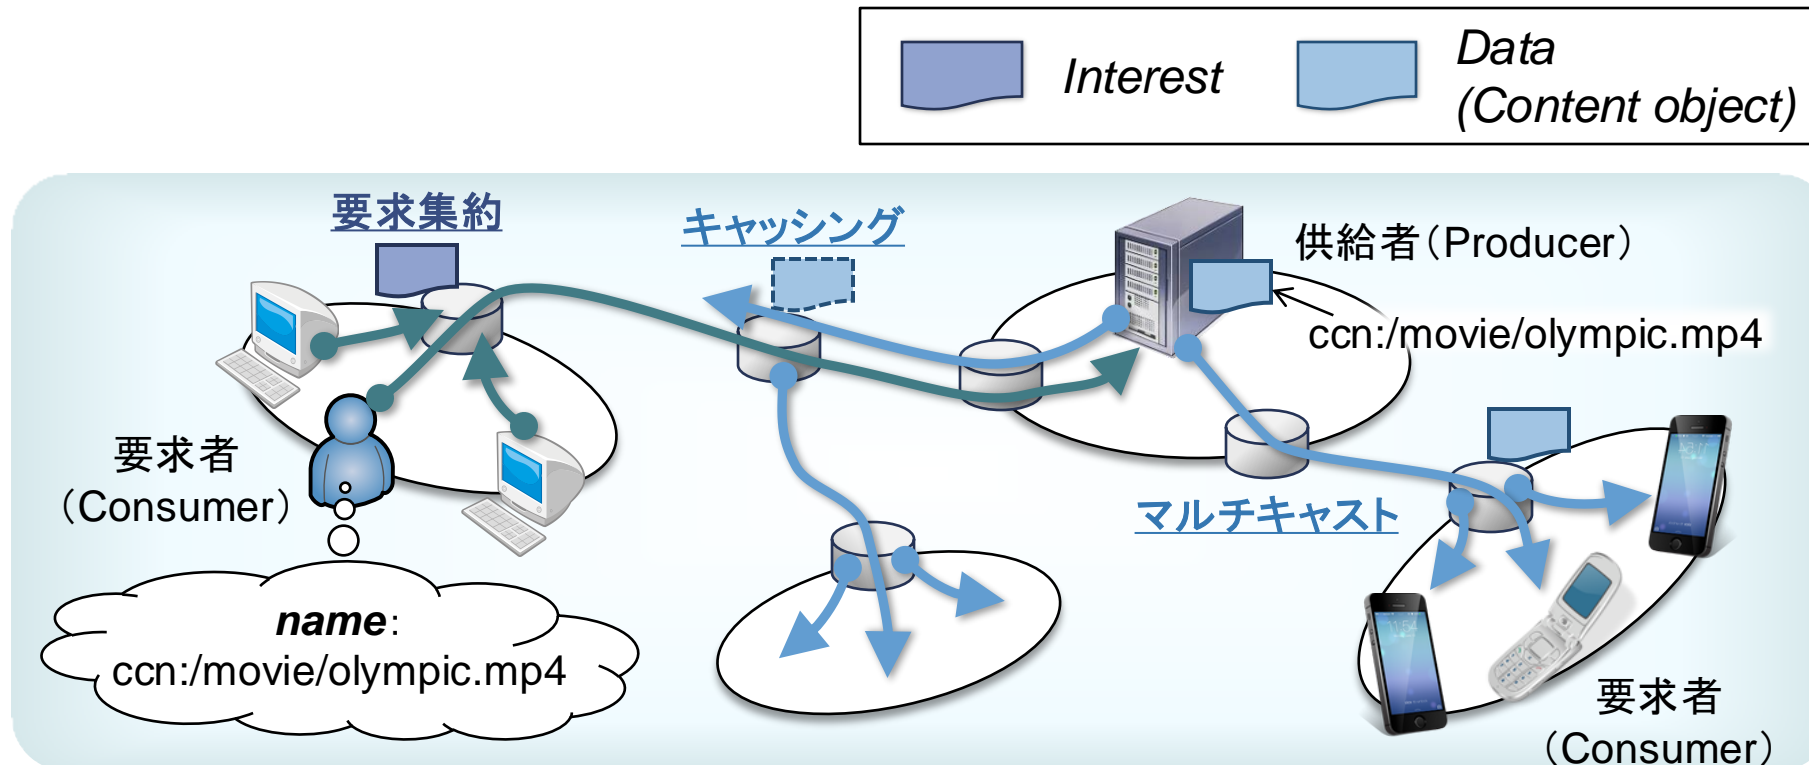 Interest
Data
(Content object)
要求集約
キャッシング
供給者（Producer）
ccn:/movie/olympic.mp4
要求者
（Consumer）
マルチキャスト
name:
ccn:/movie/olympic.mp4
要求者
（Consumer）